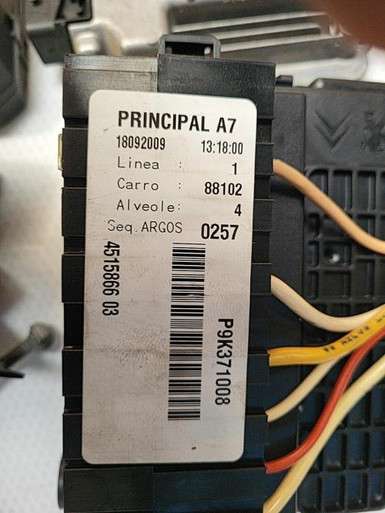 PRINCIPAL A7
18092009 13:18:00
Linea : 1
Carro : 88102
Alveole: 4
Seq. ARGOS 0257
4515866 03
P9K371008